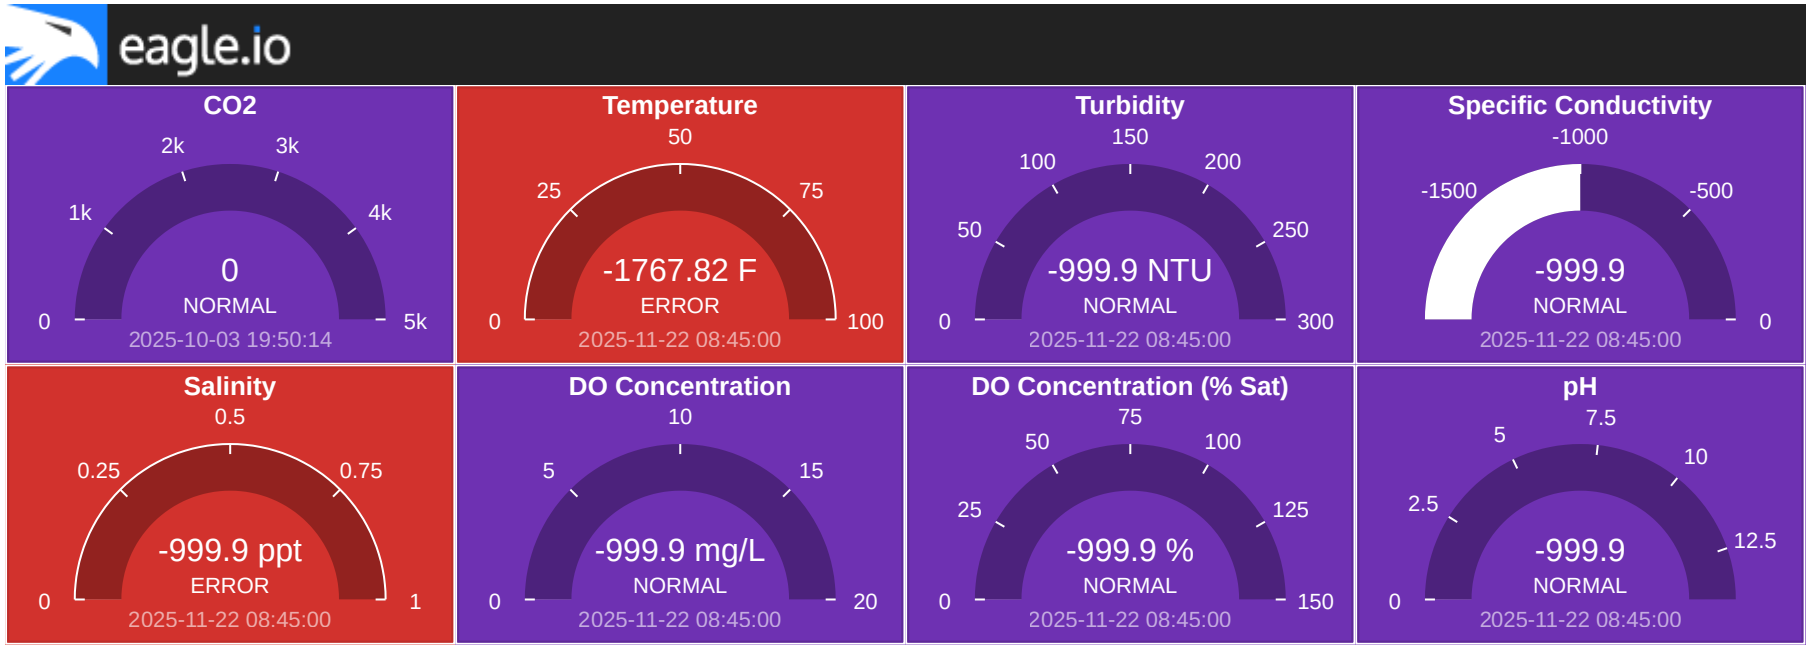 eagle.io
CO2
0
1k
2k
3k
4k
5k
0
NORMAL
2025-10-03 19:50:14
Temperature
0
25
50
75
100
-1767.82 F
ERROR
2025-11-22 08:45:00
Turbidity
0
50
100
150
200
250
300
-999.9 NTU
NORMAL
2025-11-22 08:45:00
Specific Conductivity
-1500
-1000
-500
0
-999.9
NORMAL
2025-11-22 08:45:00
Salinity
0
0.25
0.5
0.75
1
-999.9 ppt
ERROR
2025-11-22 08:45:00
DO Concentration
0
5
10
15
20
-999.9 mg/L
NORMAL
2025-11-22 08:45:00
DO Concentration (% Sat)
0
25
50
75
100
125
150
-999.9 %
NORMAL
2025-11-22 08:45:00
pH
0
2.5
5
7.5
10
12.5
-999.9
NORMAL
2025-11-22 08:45:00